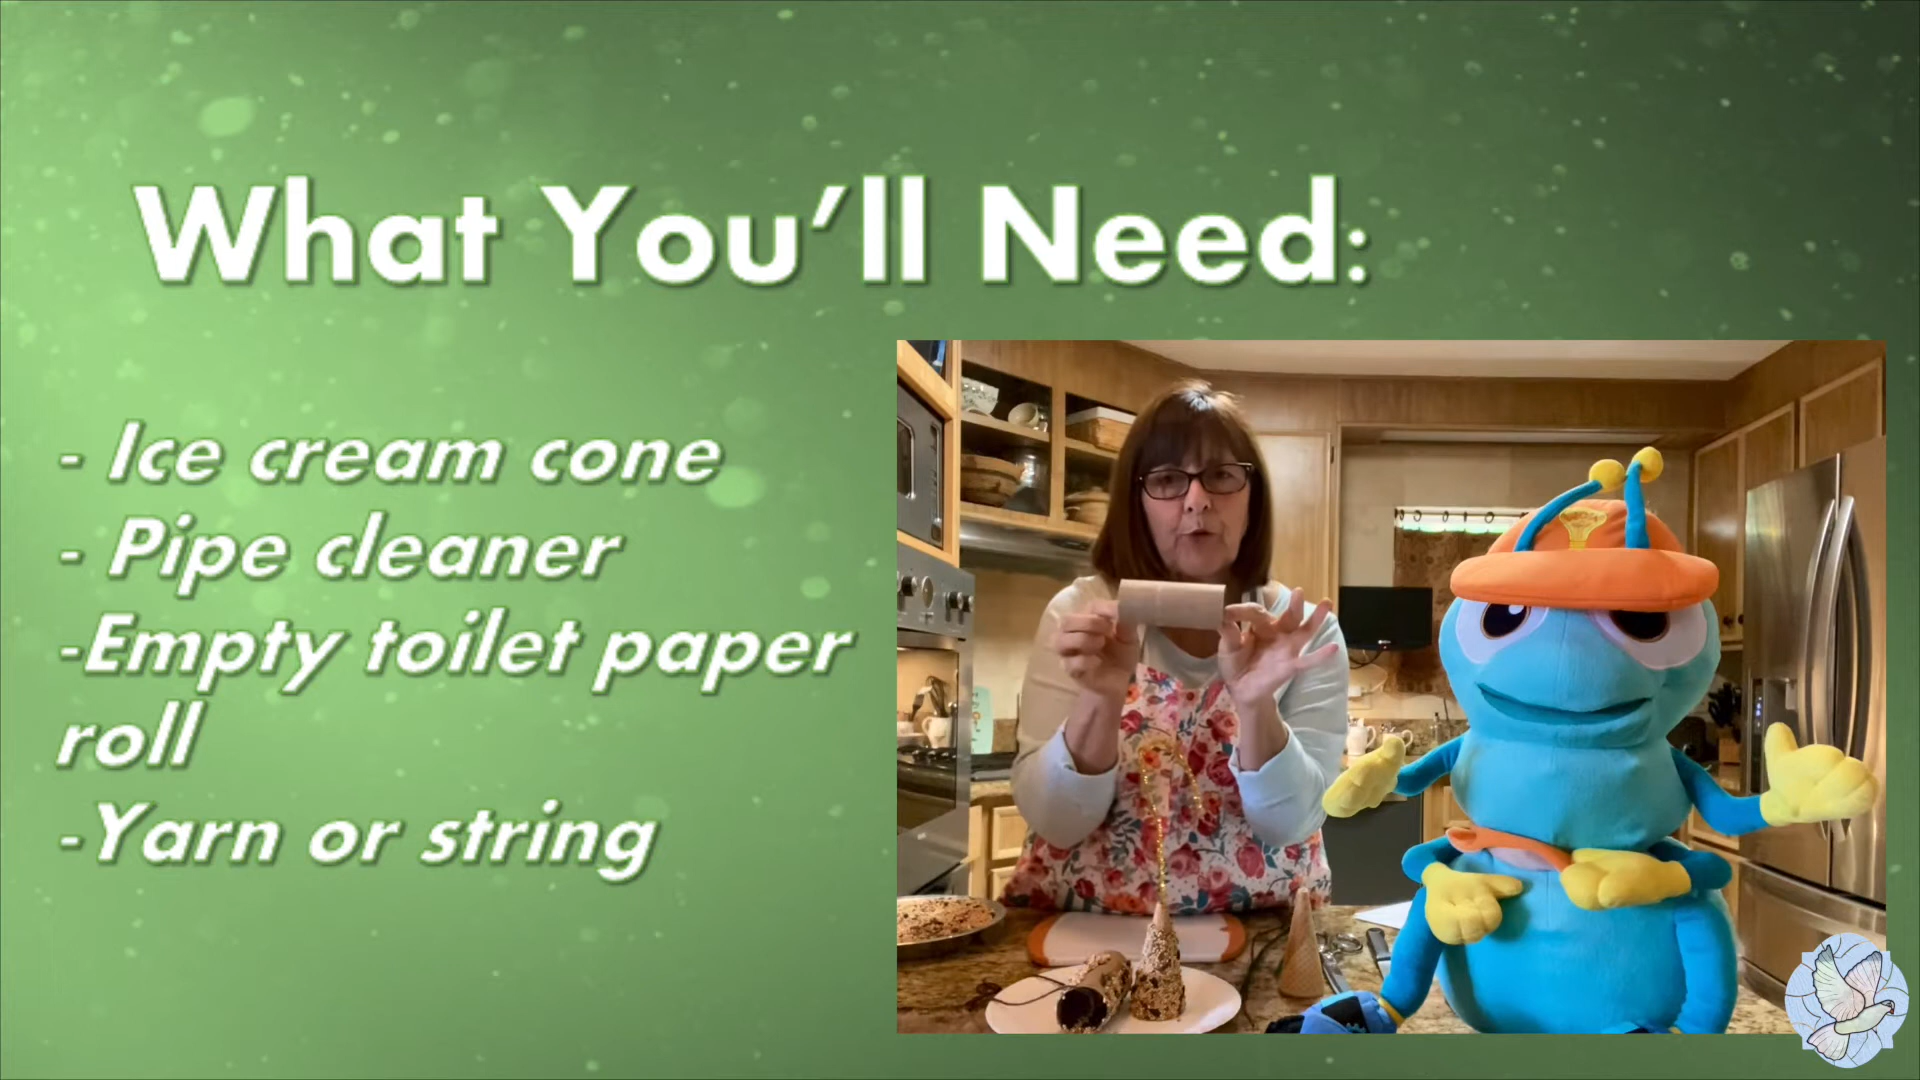 What You'll Need:
- Ice cream cone
- Pipe cleaner
-Empty toilet paper
roll
-Yarn or string